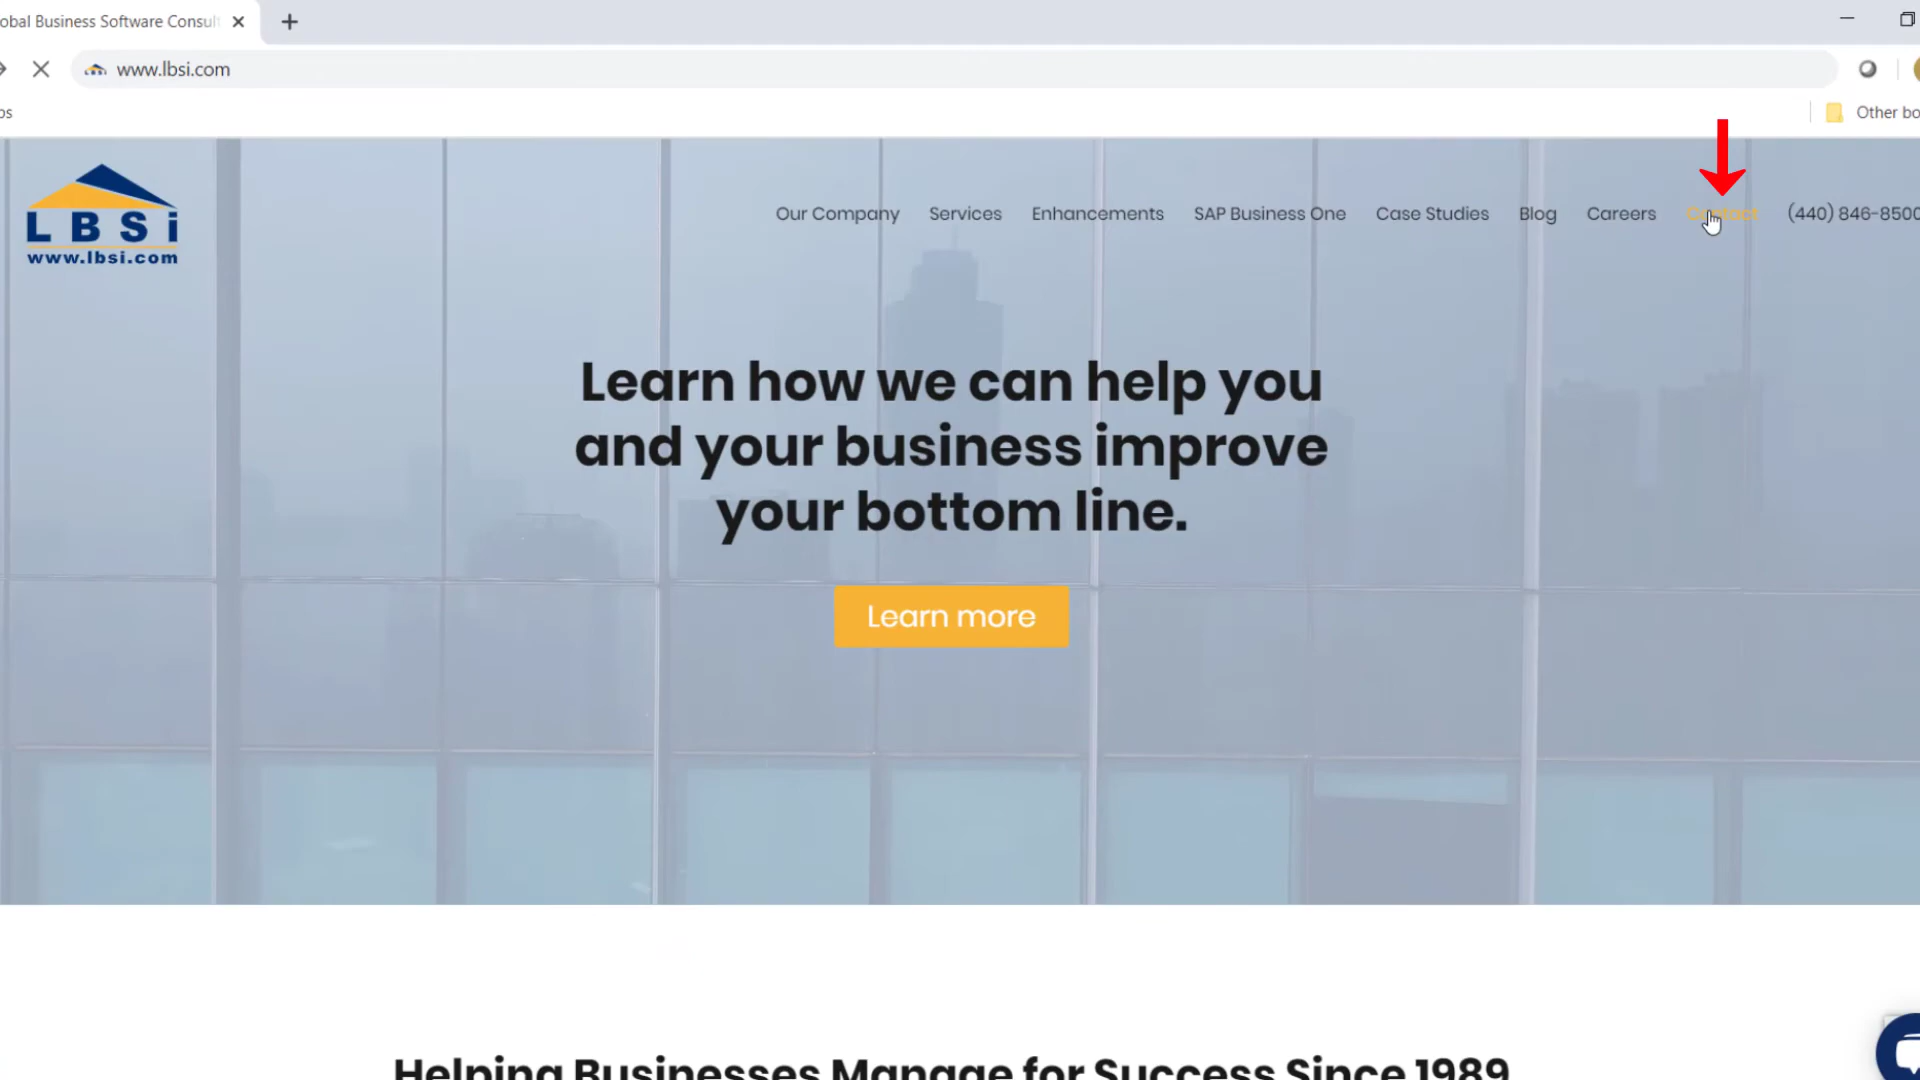 obal Business Software Consult
www.lbsi.com
Other bo
LBSi
www.lbsi.com
Our Company Services Enhancements SAP Business One Case Studies Blog Careers Contact (440) 846-8500
Learn how we can help you
and your business improve
your bottom line.
Learn more
Helping Businesses Manage for Success Since 1989